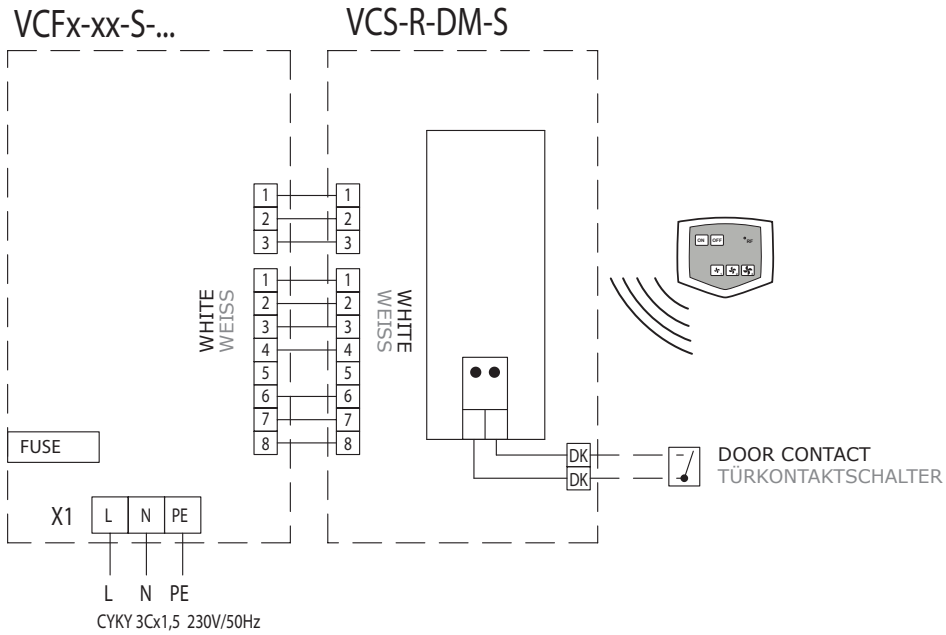 VCFx-xx-S-...
VCS-R-DM-S
1 1
2 2
3 3
1 1
2 2
3 3
4 4
5 5
6 6
7 7
8 8
WHITE
WEISS
WHITE
WEISS
ON OFF RF
FUSE
DK
DK
DOOR CONTACT
TÜRKONTAKTSCHALTER
X1 L N PE
L N PE
CYKY 3Cx1,5 230V/50Hz